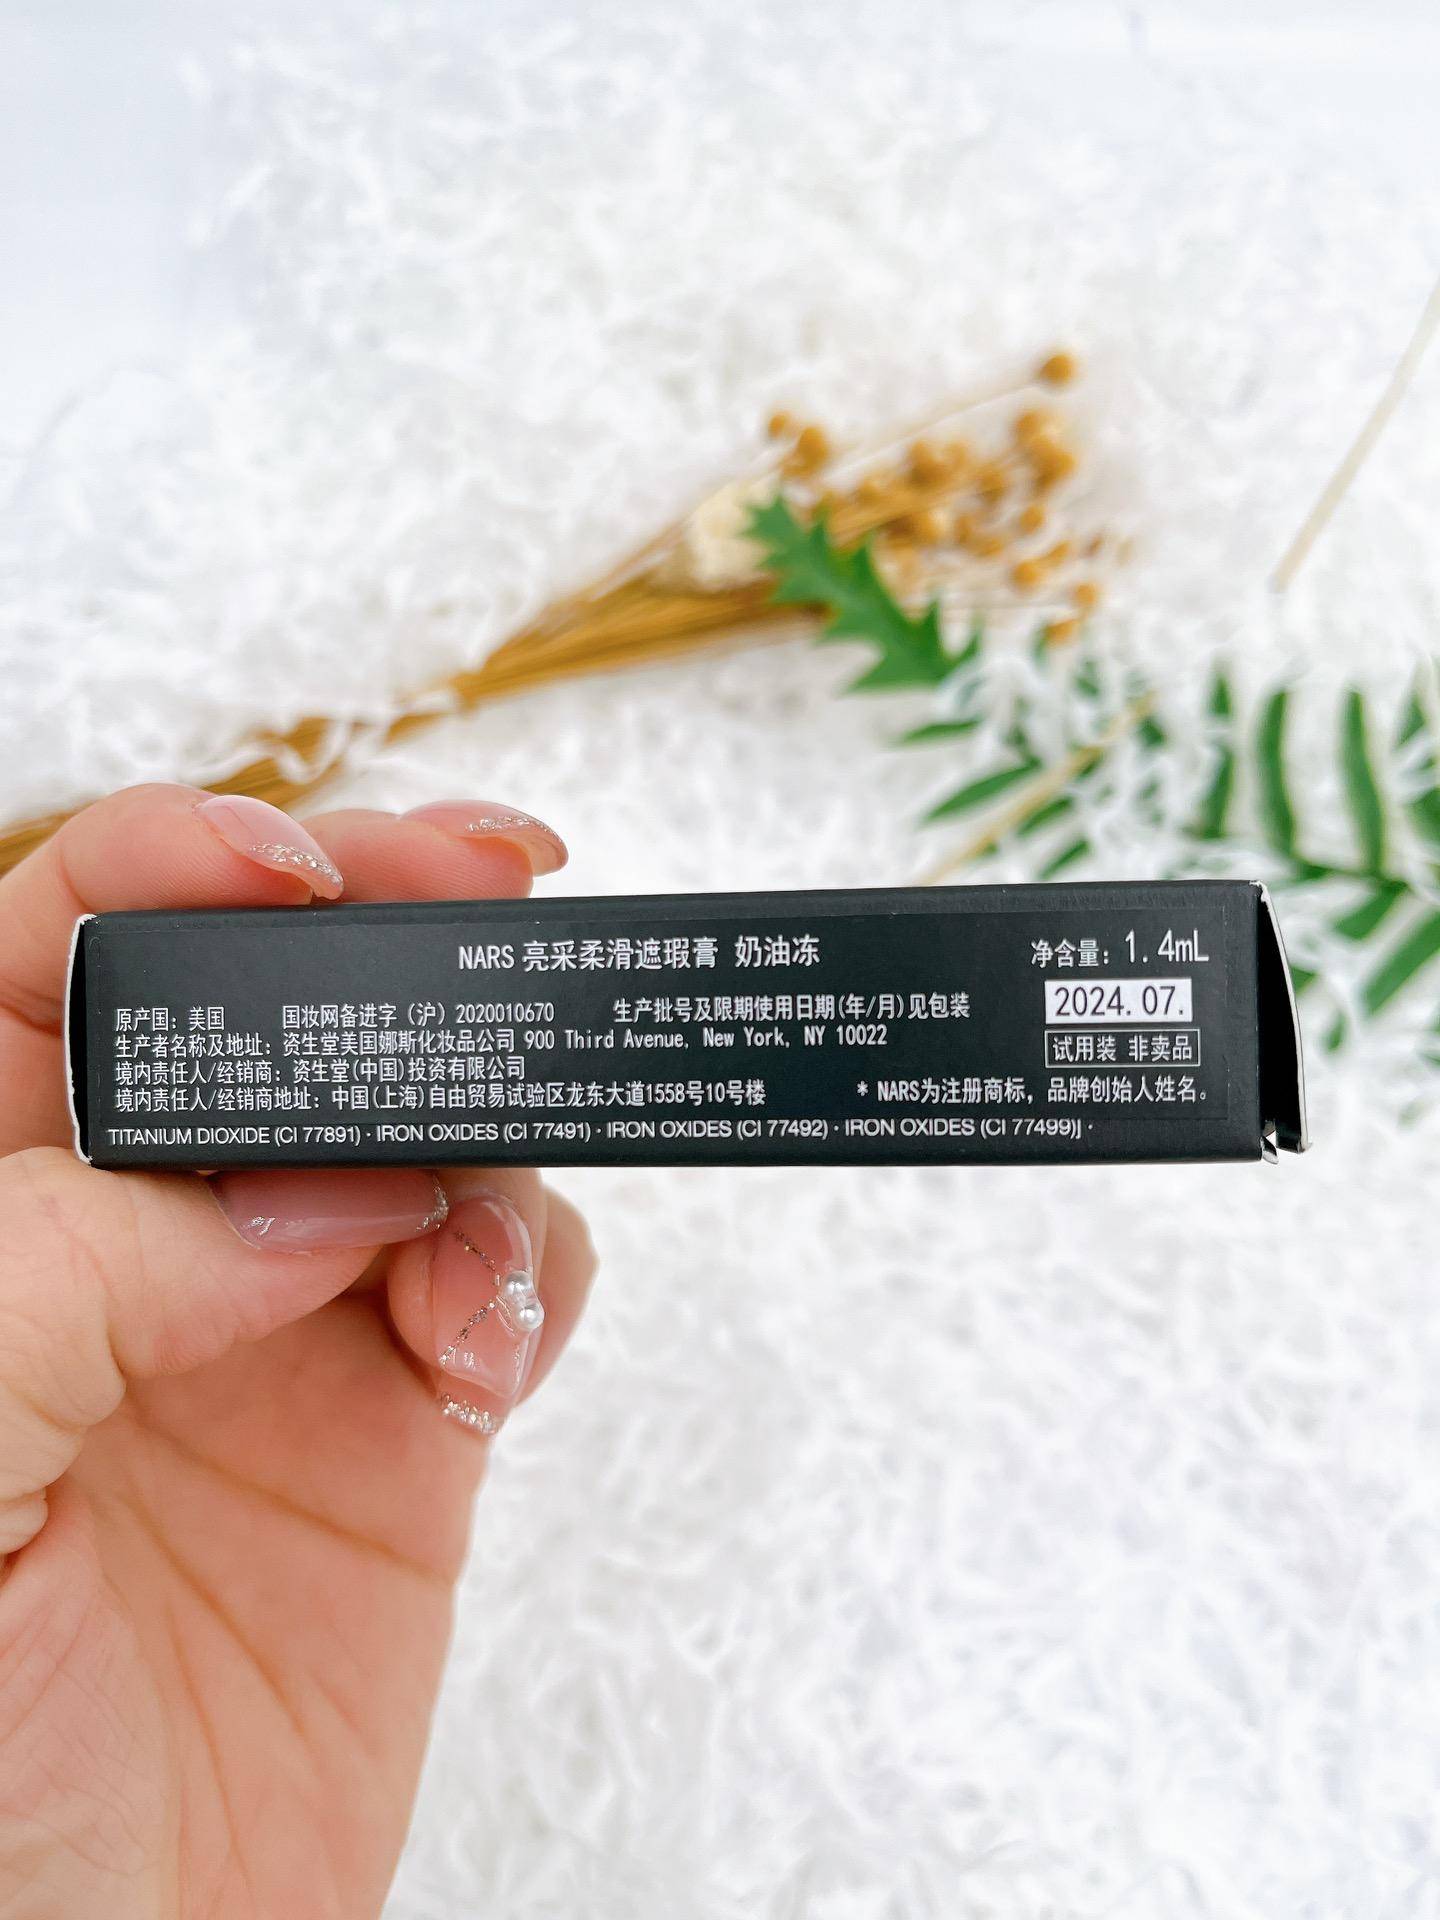 NARS 亮采柔滑遮瑕膏 奶油冻
净含量：1.4mL
原产国：美国 国妆网备进字（沪）2020010670 生产批号及限期使用日期(年/月)见包装
2024.07.
生产者名称及地址：资生堂美国娜斯化妆品公司 900 Third Avenue, New York, NY 10022
试用装 非卖品
境内责任人/经销商：资生堂(中国)投资有限公司
境内责任人/经销商地址：中国(上海)自由贸易试验区龙东大道1558号10号楼 * NARS为注册商标，品牌创始人姓名。
TITANIUM DIOXIDE (CI 77891) · IRON OXIDES (CI 77491) · IRON OXIDES (CI 77492) · IRON OXIDES (CI 77499)] ·